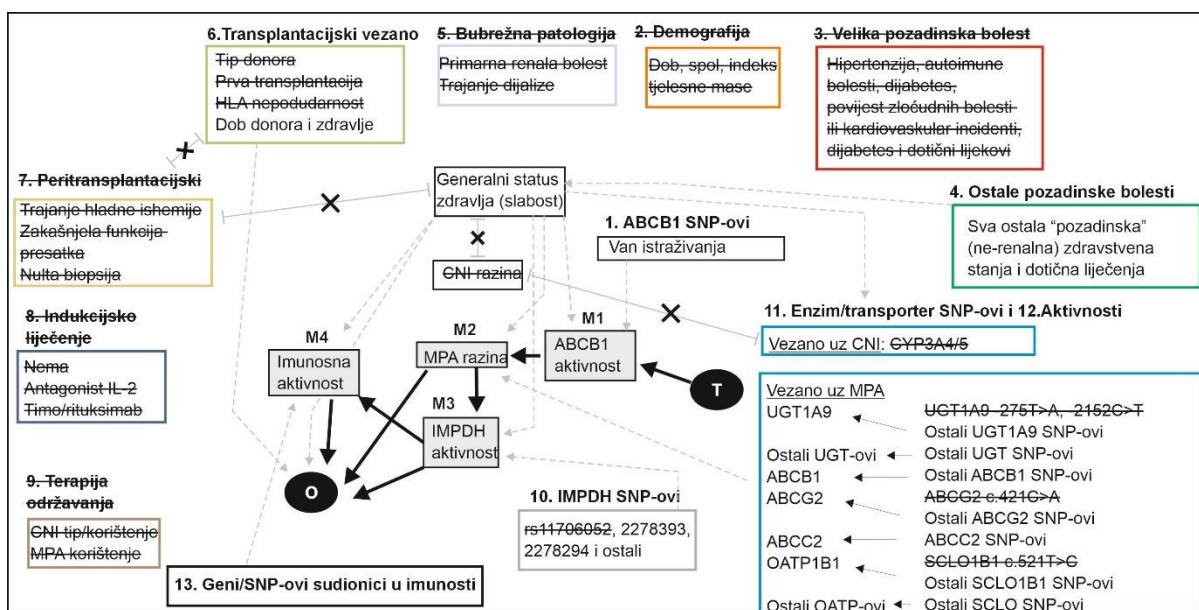 6.Transplantacijski vezano
Tip donora
Prva transplantacija
HLA nepodudarnost
Dob donora i zdravlje
5. Bubrežna patologija
Primarna renala bolest
Trajanje dijalize
2. Demografija
Dob, spol, indeks
tjelesne mase
3. Velika pozadinska bolest
Hipertenzija, autoimune
bolesti, dijabetes,
povijest zloćudnih bolesti
ili kardiovaskular incidenti,
dijabetes i dotični lijekovi
7. Peritransplantacijski
Trajanje hladne ishemije
Zakašnjela funkcija
presatka
Nulta biopsija
Generalni status
zdravlja (slabost)
CNI razina
1. ABCB1 SNP-ovi
Van istraživanja
4. Ostale pozadinske bolesti
Sva ostala "pozadinska"
(ne-renalna) zdravstvena
stanja i dotična liječenja
8. Indukcijsko
liječenje
Nema
Antagonist IL-2
Timo/rituksimab
M4
Imunosna
aktivnost
M2
MPA razina
M1
ABCB1
aktivnost
T
M3
IMPDH
aktivnost
O
11. Enzim/transporter SNP-ovi i 12.Aktivnosti
Vezano uz CNI: CYP3A4/5
9. Terapija
održavanja
CNI tip/korištenje
MPA korištenje
10. IMPDH SNP-ovi
rs11706052, 2278393,
2278294 i ostali
13. Geni/SNP-ovi sudionici u imunosti
Vezano uz MPA
UGT1A9 UGT1A9 -275T>A, -2152C>T
Ostali UGT1A9 SNP-ovi
Ostali UGT-ovi Ostali UGT SNP-ovi
ABCB1 Ostali ABCB1 SNP-ovi
ABCG2 ABCG2 c.421C>A
Ostali ABCG2 SNP-ovi
ABCC2 ABCC2 SNP-ovi
OATP1B1 SCLO1B1 c.521T>C
Ostali SCLO1B1 SNP-ovi
Ostali OATP-ovi Ostali SCLO SNP-ovi